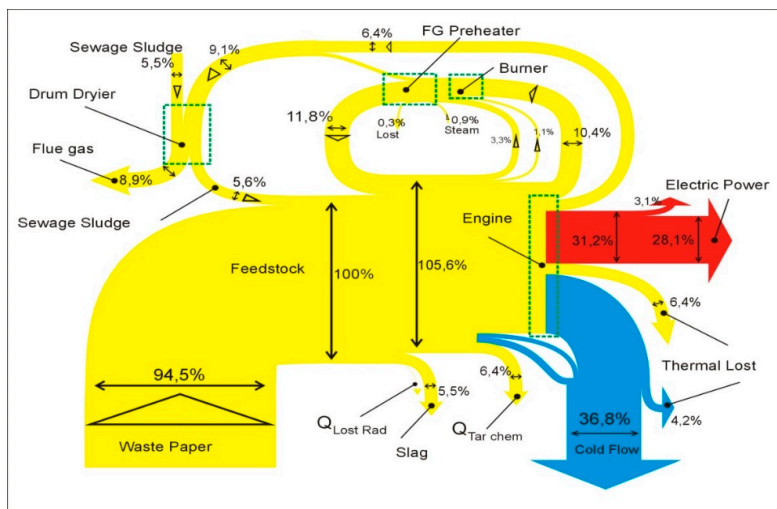 Sewage Sludge
5,5%
9,1%
6,4%
FG Preheater
Burner
Drum Dryier
11,8%
0,3%
Lost
0,9%
Steam
3,3%
1,1%
10,4%
Flue gas
8,9%
5,6%
Sewage Sludge
Engine
Electric Power
3,1%
31,2%
28,1%
Feedstock
100%
105,6%
6,4%
Thermal Lost
94,5%
Waste Paper
Q Lost Rad
5,5%
Slag
6,4%
Q Tar chem
36,8%
Cold Flow
4,2%